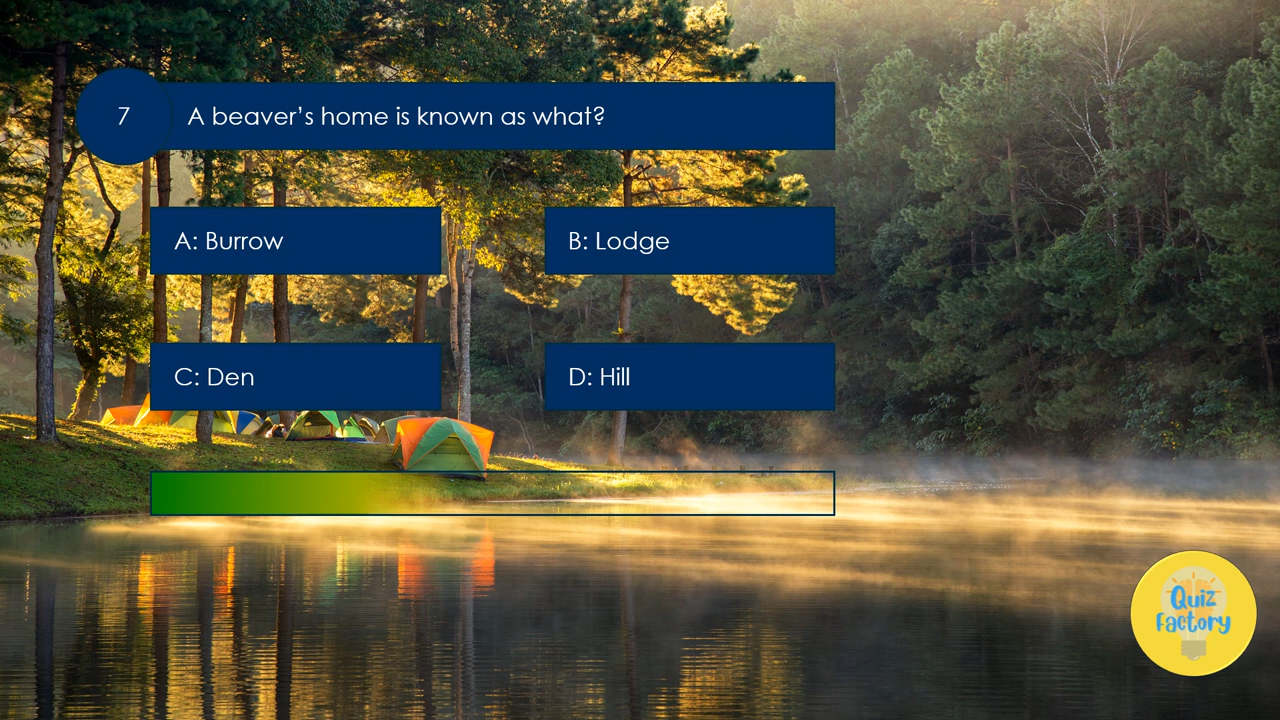 7
A beaver’s home is known as what?
A: Burrow
B: Lodge
C: Den
D: Hill
Quiz
Factory